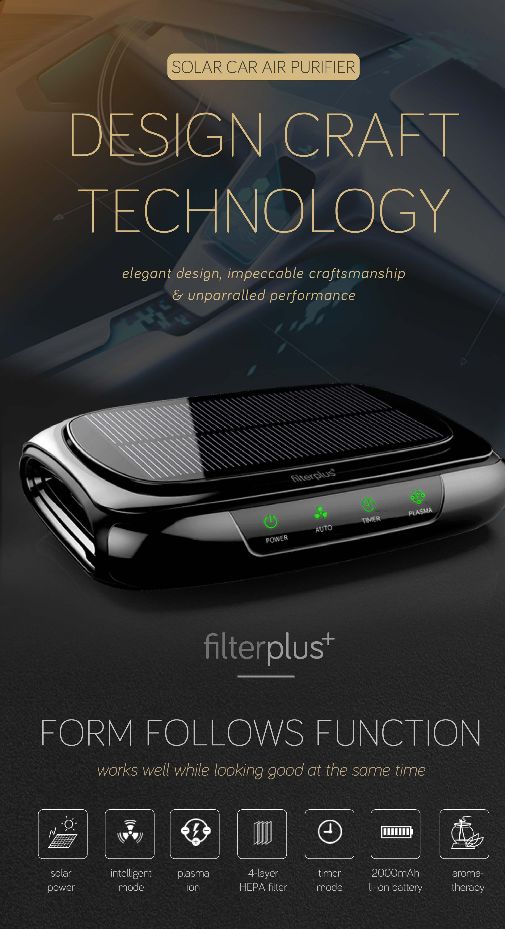 SOLAR CAR AIR PURIFIER
DESIGN CRAFT
TECHNOLOGY
elegant design, impeccable craftsmanship
& unparralled performance
filterplus+
POWER AUTO TIMER PLASMA
filterplus+
FORM FOLLOWS FUNCTION
works well while looking good at the same time
solar power
intelligent mode
plasma ion
4-layer HEPA filter
timer mode
2000mAh li-ion battery
aroma-therapy